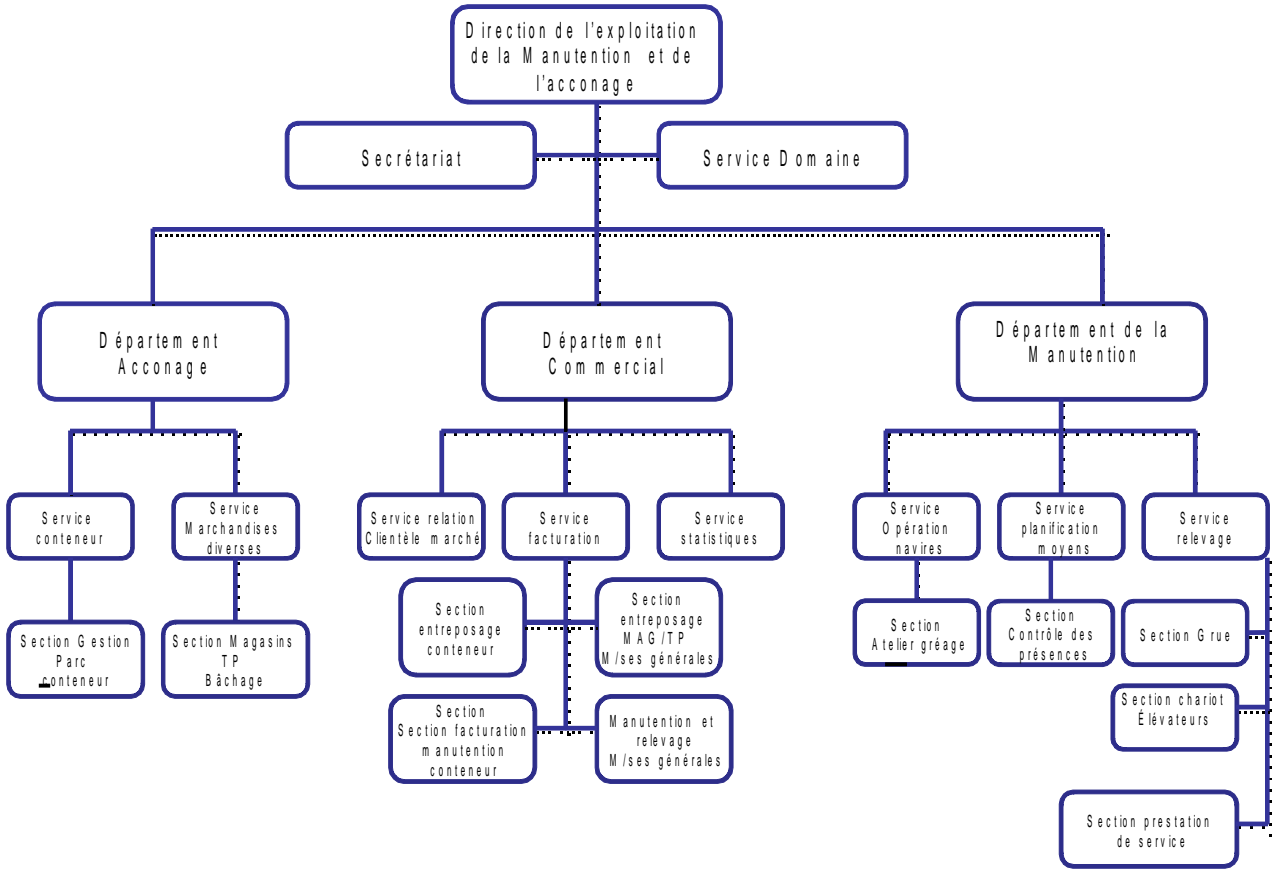 Direction de l'exploitation
de la Manutention et de
l'acconage
Secrétariat
Service Domaine
Département
Acconage
Département
Commercial
Département de la
Manutention
Service
conteneur
Service
Marchandises
diverses
Service relation
Clientèle marché
Service
facturation
Service
statistiques
Service
Opération
navires
Service
planification
moyens
Service
relevage
Section Gestion
Parc
conteneur
Section Magasins
TP
Bâchage
Section
entreposage
conteneur
Section
entreposage
MAG/TP
M/ses générales
Section
Atelier gréage
Section
Contrôle des
présences
Section Grue
Section
Section facturation
manutention
conteneur
Manutention et
relevage
M/ses générales
Section chariot
Élévateurs
Section prestation
de service